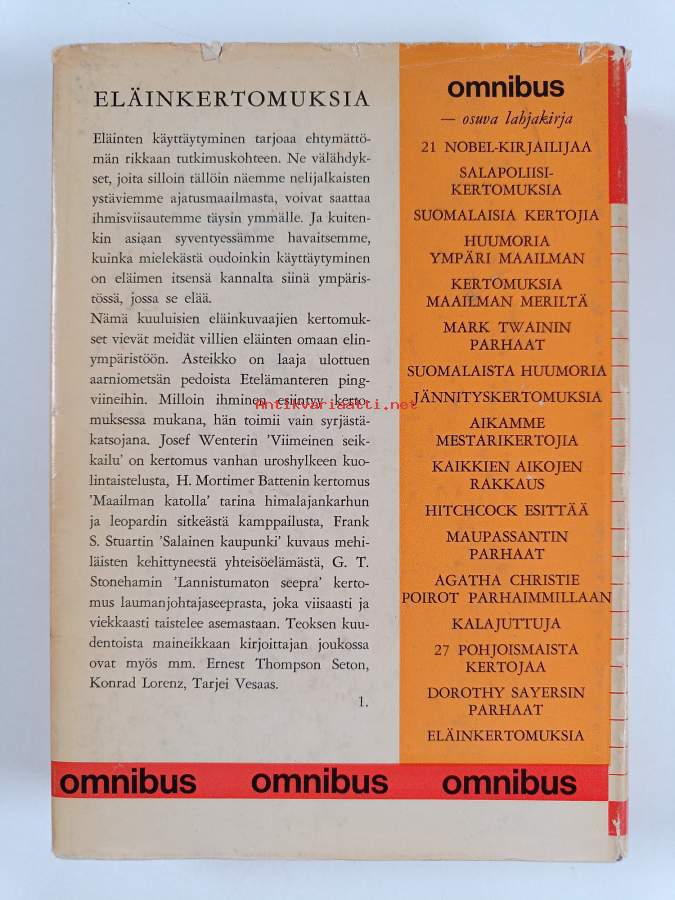 ELÄINKERTOMUKSIA
Eläinten käyttäytyminen tarjoaa ehtymättö-
män rikkaan tutkimuskohteen. Ne välähdyk-
set, joita silloin tällöin näemme nelijalkaisten
ystäviemme ajatusmaailmasta, voivat saattaa
ihmisviisautemme täysin ymmälle. Ja kuiten-
kin asiaan syventyessämme havaitsemme,
kuinka mielekästä oudoinkin käyttäytyminen
on eläimen itsensä kannalta siinä ympäris-
tössä, jossa se elää.
Nämä kuuluisien eläinkuvaajien kertomuk-
set vievät meidät villien eläinten omaan elin-
ympäristöön. Asteikko on laaja ulottuen
aarniometsän pedoista Etelämanteren ping-
viineihin. Milloin ihminen esiintyy kerto-
muksessa mukana, hän toimii vain syrjästä-
katsojana. Josef Wenterin 'Viimeinen seik-
kailu' on kertomus vanhan uroshylkeen kuo-
lintaistelusta, H. Mortimer Battenin kertomus
'Maailman katolla' tarina himalajankarhun
ja leopardin sitkeästä kamppailusta, Frank
S. Stuartin 'Salainen kaupunki' kuvaus mehi-
läisten kehittyneestä yhteisöelämästä, G. T.
Stonehamin 'Lannistumaton seepra' kerto-
mus laumanjohtajaseeprasta, joka viisaasti ja
viekkaasti taistelee asemastaan. Teoksen kuu-
dentoista maineikkaan kirjoittajan joukossa
ovat myös mm. Ernest Thompson Seton,
Konrad Lorenz, Tarjei Vesaas.
1.
omnibus
— osuva lahjakirja
21 NOBEL-KIRJAILIJAA
SALAPOLIISI-
KERTOMUKSIA
SUOMALAISIA KERTOJIA
HUUMORIA
YMPÄRI MAAILMAN
KERTOMUKSIA
MAAILMAN MERILTÄ
MARK TWAININ
PARHAAT
SUOMALAISTA HUUMORIA
JÄNNITYSKERTOMUKSIA
AIKAMME
MESTARIKERTOJIA
KAIKKIEN AIKOJEN
RAKKAUS
HITCHCOCK ESITTÄÄ
MAUPASSANTIN
PARHAAT
AGATHA CHRISTIE
POIROT PARHAIMMILLAAN
KALAJUTTUJA
27 POHJOISMAISTA
KERTOJAA
DOROTHY SAYERSIN
PARHAAT
ELÄINKERTOMUKSIA
omnibus omnibus omnibus
Antikvariaatti.net